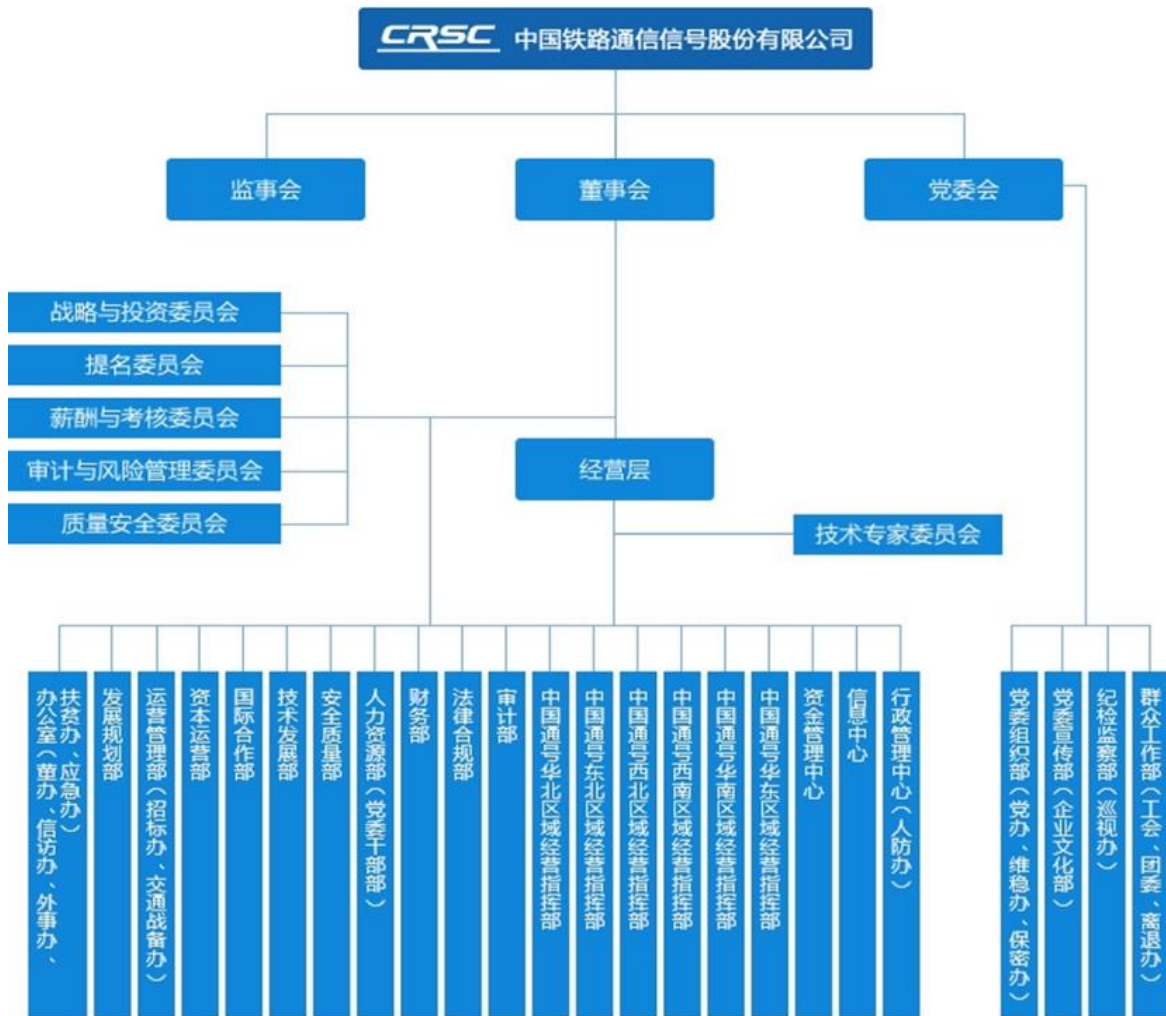 CRSC 中国铁路通信信号股份有限公司
监事会
董事会
党委会
战略与投资委员会
提名委员会
薪酬与考核委员会
审计与风险管理委员会
质量安全委员会
经营层
技术专家委员会
办公室（董办、信访办、外事办、
扶贫办、应急办）
发展规划部
运营管理部（招标办、交通战备办）
资本运营部
国际合作部
技术发展部
安全质量部
人力资源部（党委干部部）
财务部
法律合规部
审计部
中国通号华北区域经营指挥部
中国通号东北区域经营指挥部
中国通号西北区域经营指挥部
中国通号西南区域经营指挥部
中国通号华南区域经营指挥部
中国通号华东区域经营指挥部
资金管理中心
信息中心
行政管理中心（人防办）
党委组织部（党办、维稳办、保密办）
党委宣传部（企业文化部）
纪检监察部（巡视办）
群众工作部（工会、团委、离退办）